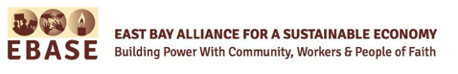 EBASE
EAST BAY ALLIANCE FOR A SUSTAINABLE ECONOMY
Building Power With Community, Workers & People of Faith